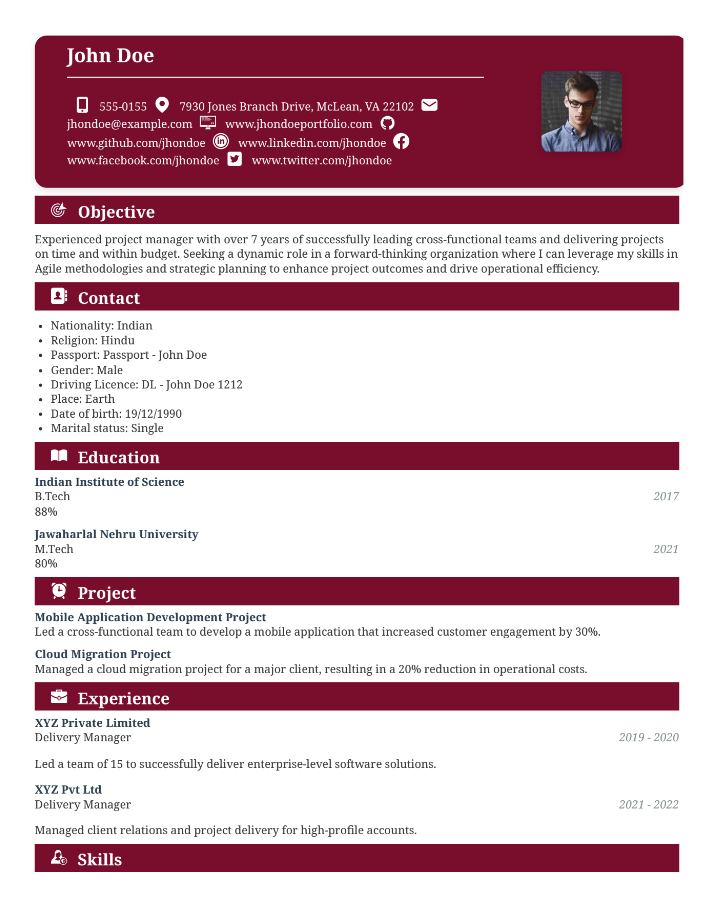 John Doe
555-0155 7930 Jones Branch Drive, McLean, VA 22102
jhondoe@example.com www.jhondoeportfolio.com
www.github.com/jhondoe www.linkedin.com/jhondoe
www.facebook.com/jhondoe www.twitter.com/jhondoe
Objective
Experienced project manager with over 7 years of successfully leading cross-functional teams and delivering projects
on time and within budget. Seeking a dynamic role in a forward-thinking organization where I can leverage my skills in
Agile methodologies and strategic planning to enhance project outcomes and drive operational efficiency.
Contact
• Nationality: Indian
• Religion: Hindu
• Passport: Passport - John Doe
• Gender: Male
• Driving Licence: DL - John Doe 1212
• Place: Earth
• Date of birth: 19/12/1990
• Marital status: Single
Education
Indian Institute of Science
B.Tech 2017
88%
Jawaharlal Nehru University
M.Tech 2021
80%
Project
Mobile Application Development Project
Led a cross-functional team to develop a mobile application that increased customer engagement by 30%.
Cloud Migration Project
Managed a cloud migration project for a major client, resulting in a 20% reduction in operational costs.
Experience
XYZ Private Limited
Delivery Manager 2019 - 2020
Led a team of 15 to successfully deliver enterprise-level software solutions.
XYZ Pvt Ltd
Delivery Manager 2021 - 2022
Managed client relations and project delivery for high-profile accounts.
Skills